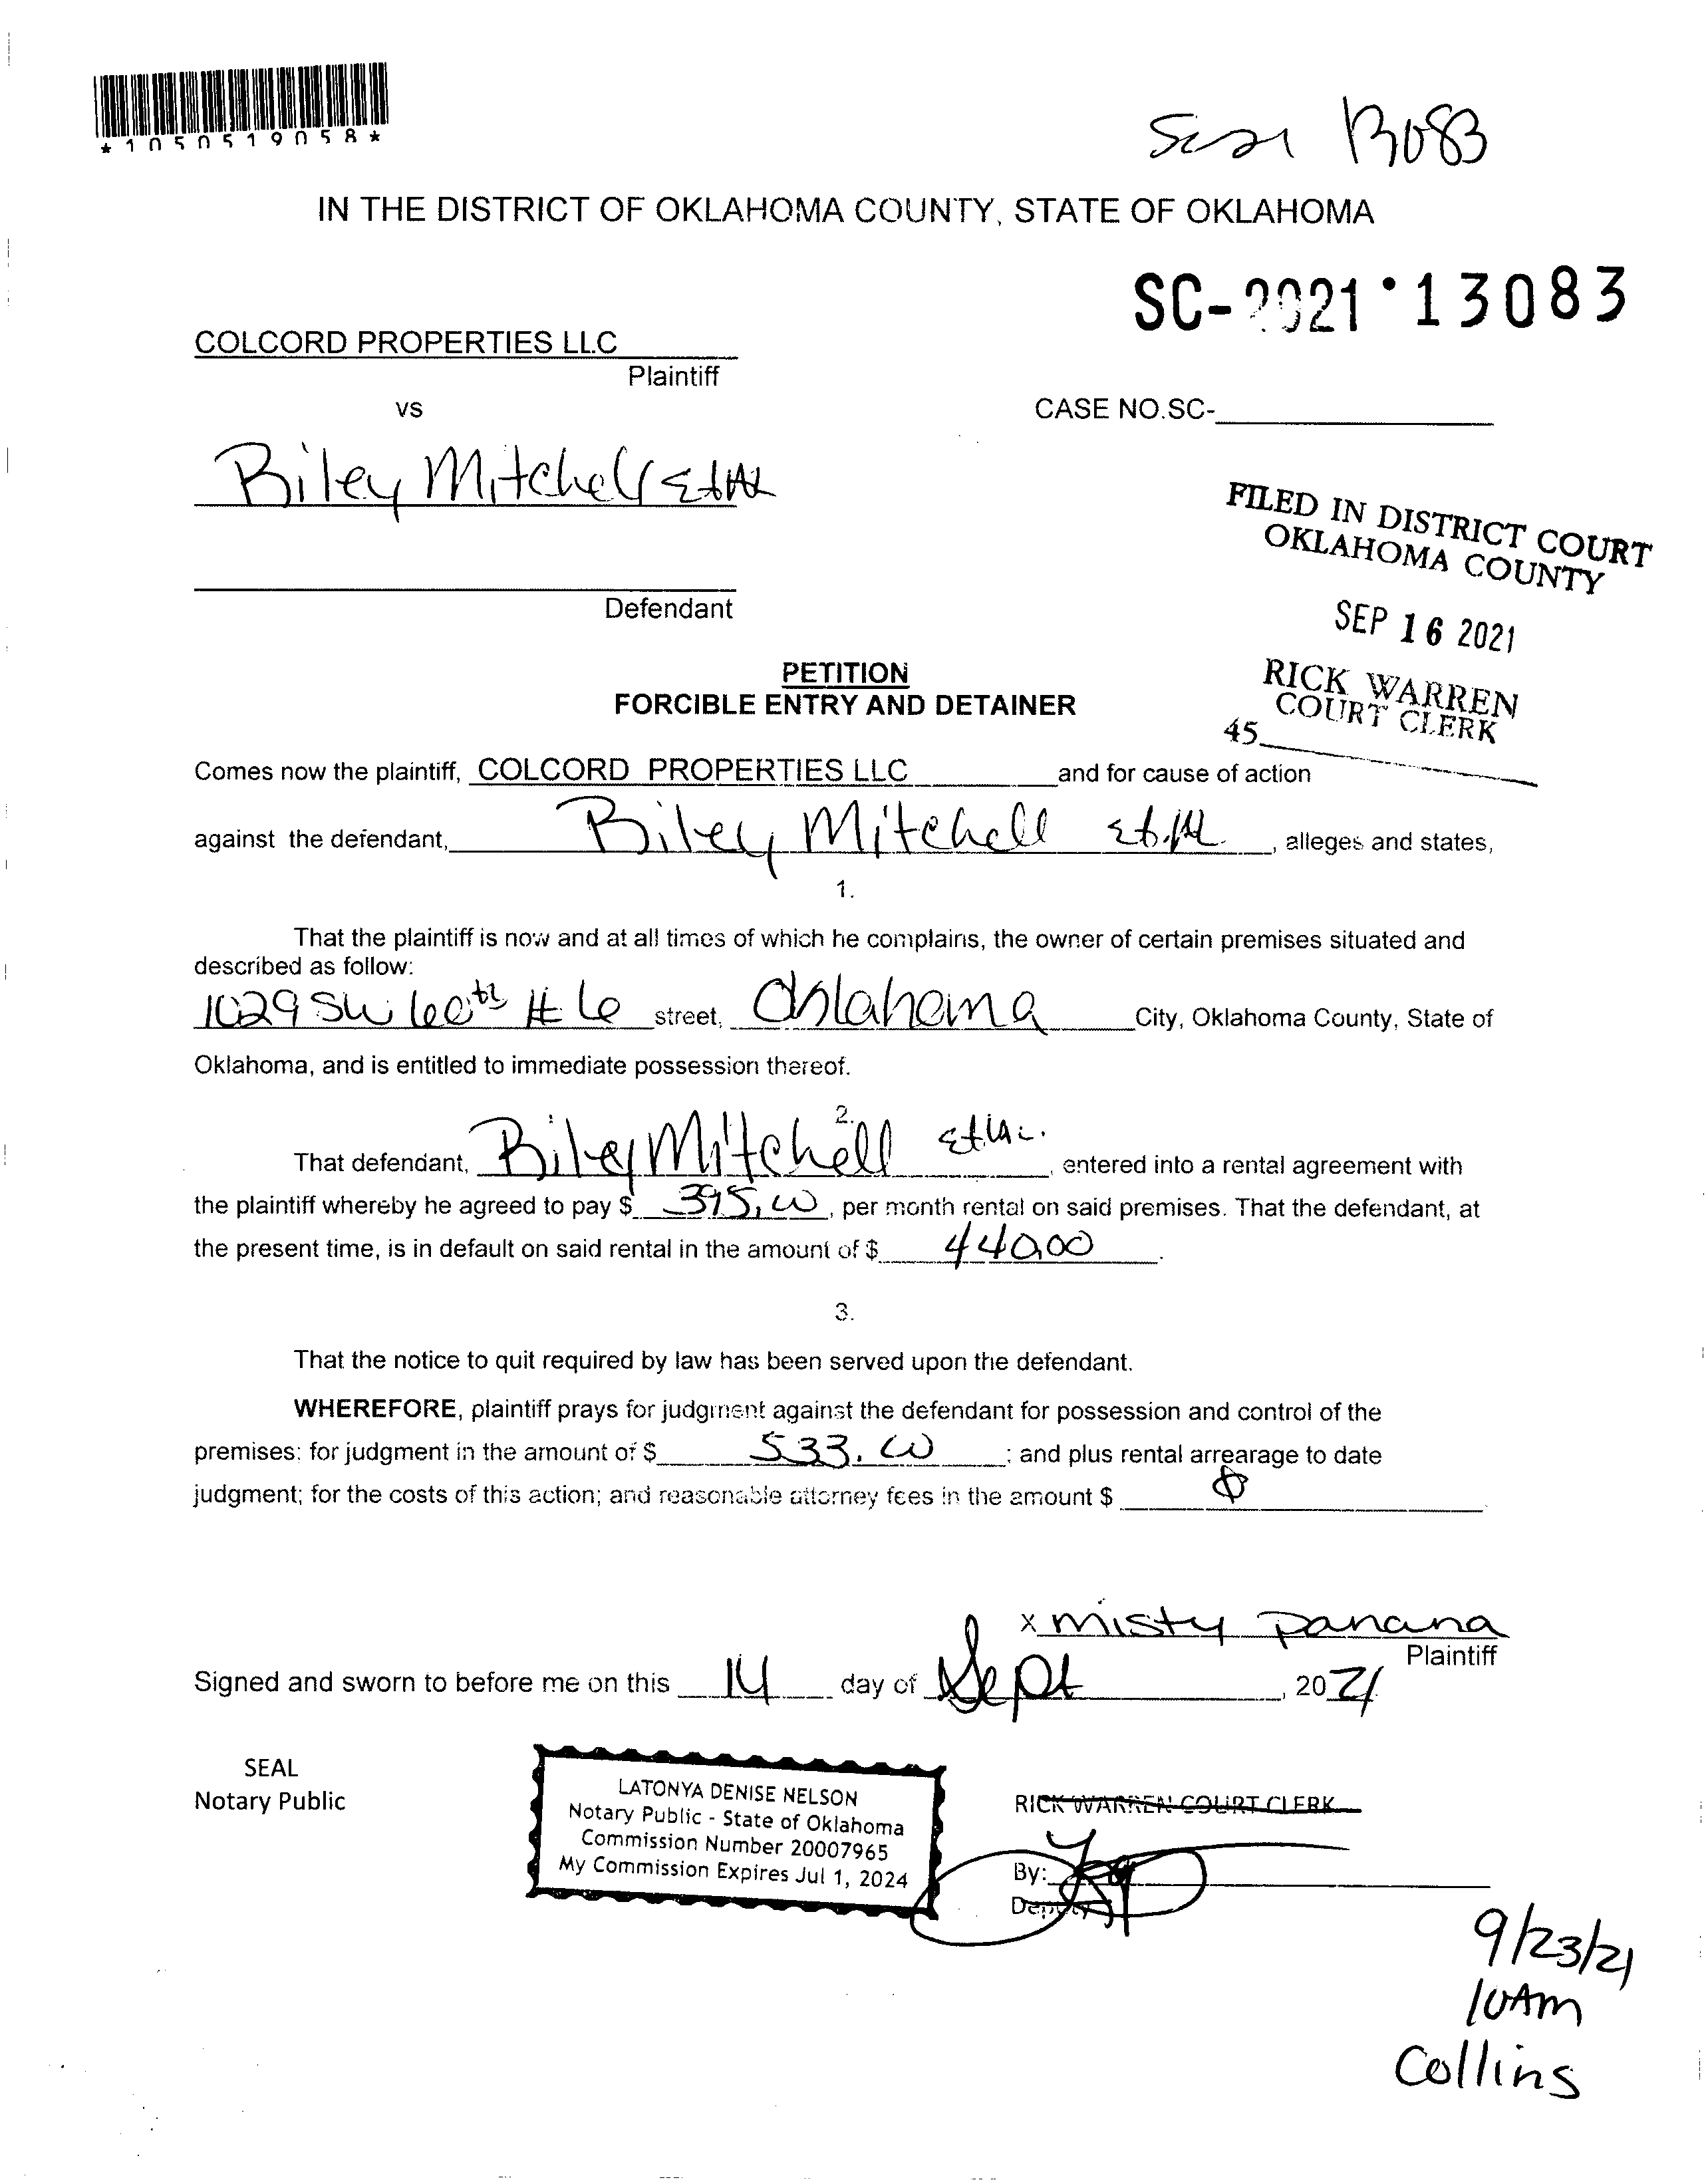 *1050519058*
13083
IN THE DISTRICT OF OKLAHOMA COUNTY, STATE OF OKLAHOMA
SC-2021 • 13083
COLCORD PROPERTIES LLC
Plaintiff
vs
CASE NO.SC-
Riley Mitchell Et Al
FILED IN DISTRICT COURT
OKLAHOMA COUNTY
Defendant
SEP 16 2021
PETITION
FORCIBLE ENTRY AND DETAINER
RICK WARREN
COURT CLERK
45
Comes now the plaintiff, COLCORD PROPERTIES LLC and for cause of action
against the defendant, Riley Mitchell Et.Al. , alleges and states,
1.
That the plaintiff is now and at all times of which he complains, the owner of certain premises situated and
described as follow:
1029 SW 60th # 6 street, Oklahoma City, Oklahoma County, State of
Oklahoma, and is entitled to immediate possession thereof.
2.
That defendant, Riley Mitchell Et Al. , entered into a rental agreement with
the plaintiff whereby he agreed to pay $ 395.00 , per month rental on said premises. That the defendant, at
the present time, is in default on said rental in the amount of $ 440.00 .
3.
That the notice to quit required by law has been served upon the defendant.
WHEREFORE, plaintiff prays for judgment against the defendant for possession and control of the
premises: for judgment in the amount of $ 533.00 ; and plus rental arrearage to date
judgment; for the costs of this action; and reasonable attorney fees in the amount $ 0
x misty panana
Plaintiff
Signed and sworn to before me on this 14 day of Sept , 2021
SEAL
Notary Public
LATONYA DENISE NELSON
Notary Public - State of Oklahoma
Commission Number 20007965
My Commission Expires Jul 1, 2024
RICK WARREN COURT CLERK
By:
Deputy
9/23/21
10AM
Collins